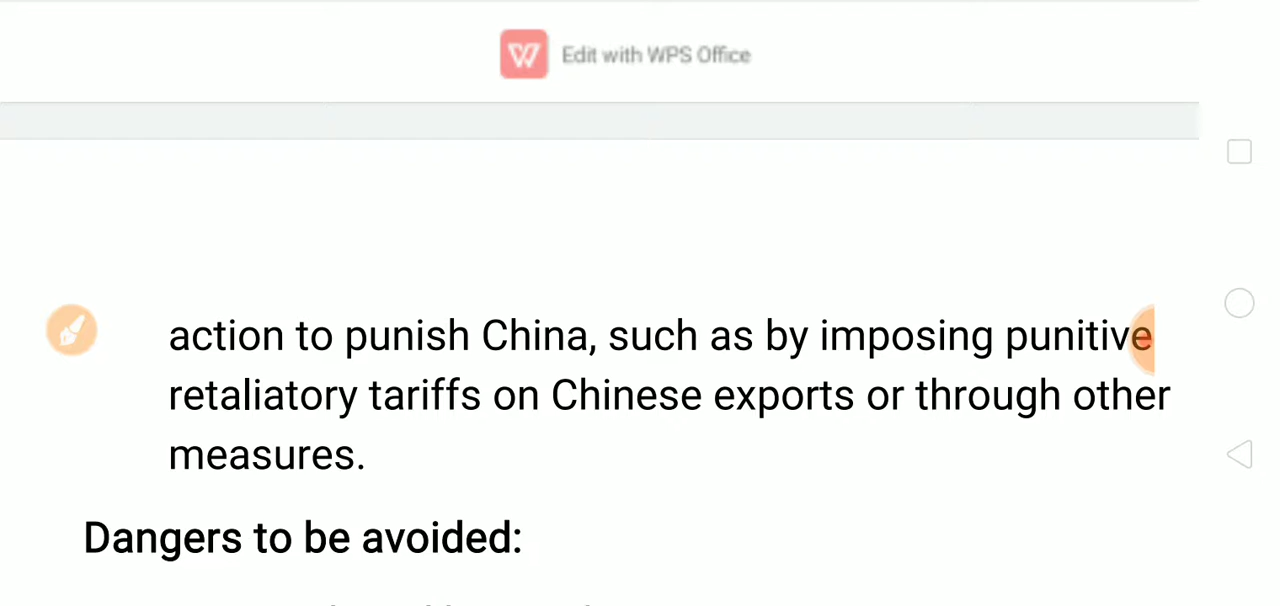 Edit with WPS Office
action to punish China, such as by imposing punitive
retaliatory tariffs on Chinese exports or through other
measures.
Dangers to be avoided: